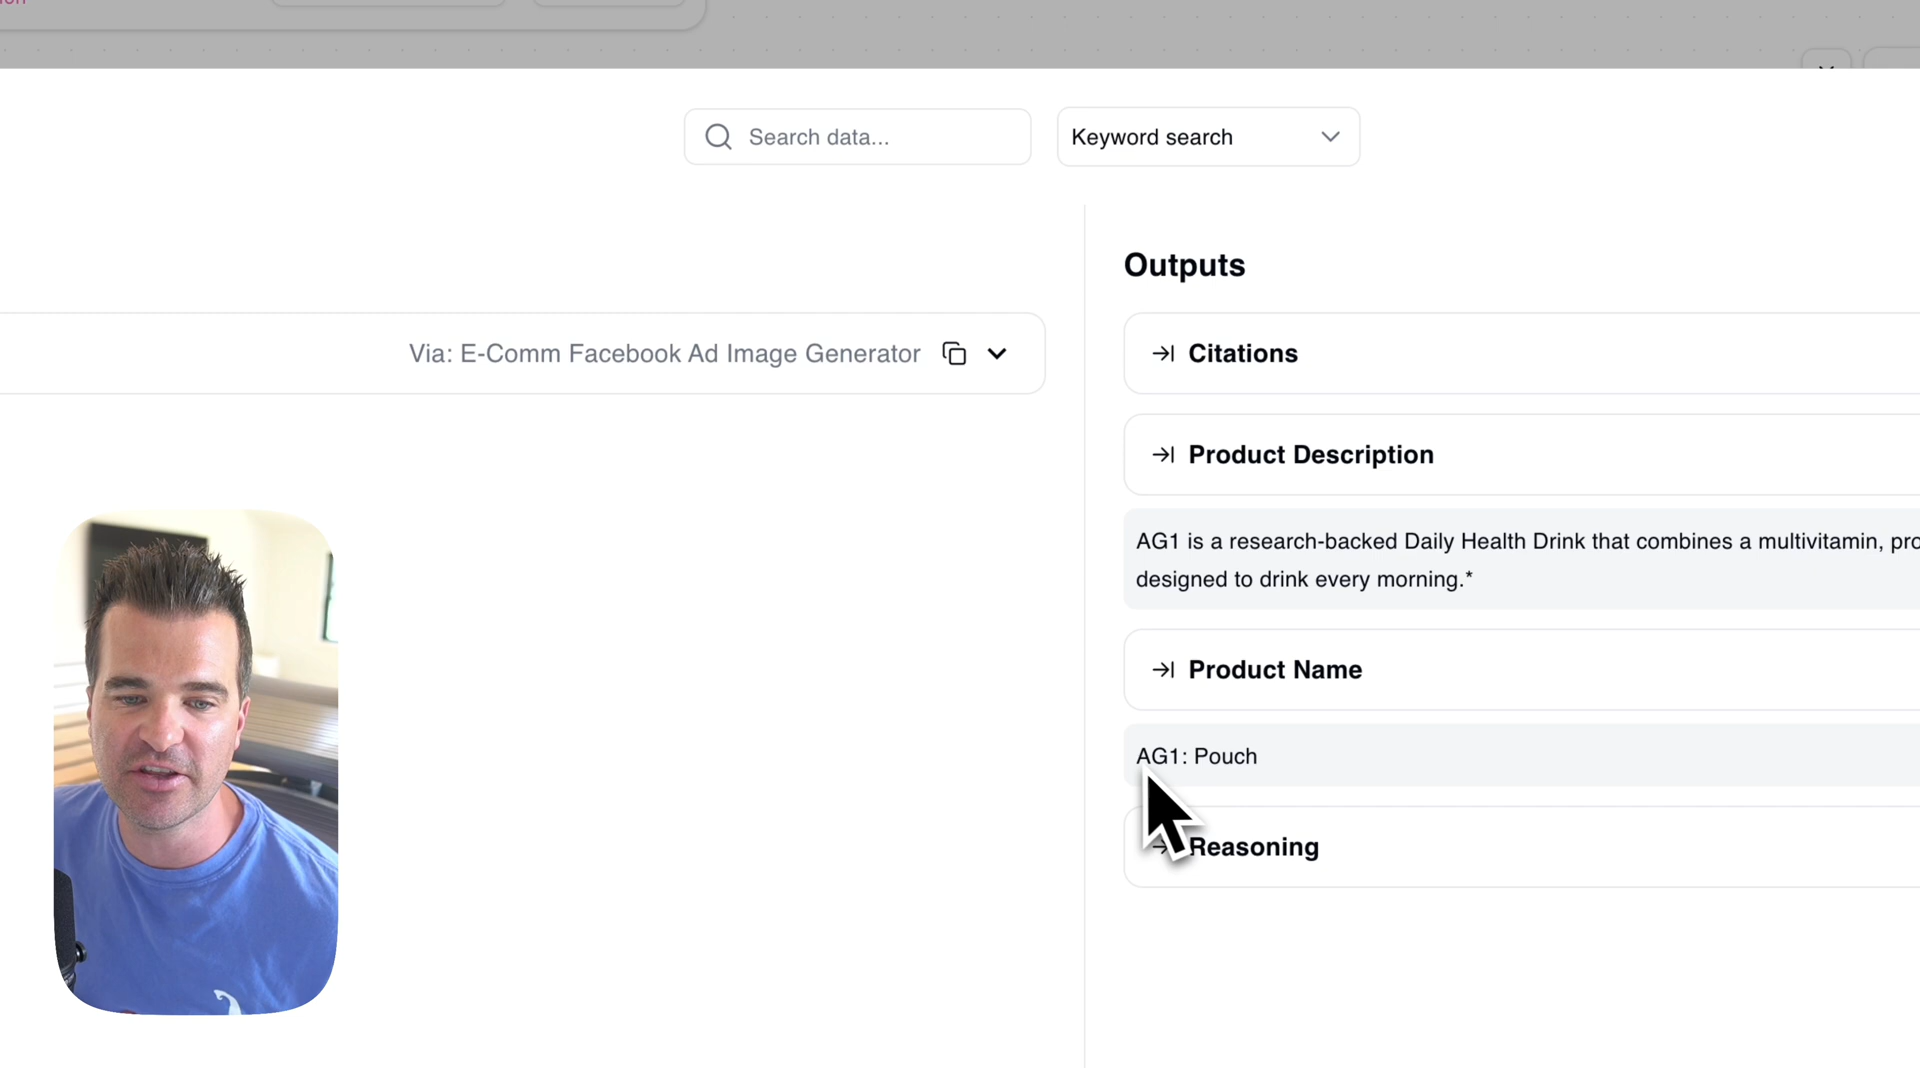 Search data...
Keyword search
Outputs
Via: E-Comm Facebook Ad Image Generator
Citations
Product Description
AG1 is a research-backed Daily Health Drink that combines a multivitamin,
designed to drink every morning.*
Product Name
AG1: Pouch
Reasoning